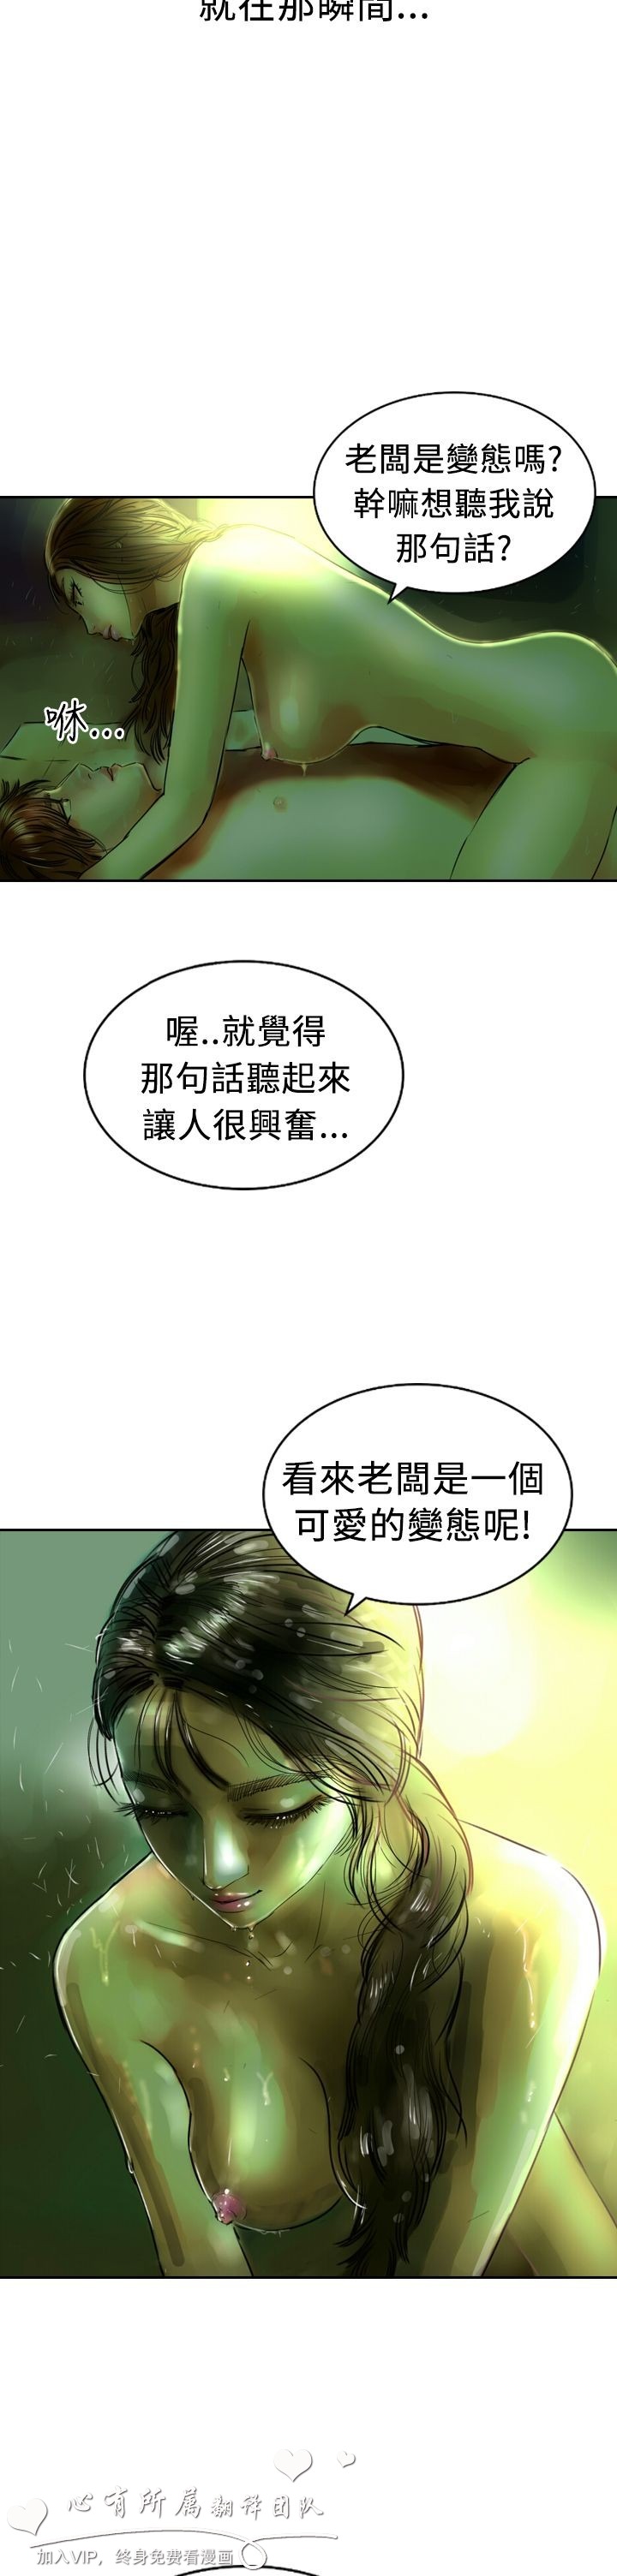 就在那瞬間...
老闆是變態嗎?
幹嘛想聽我說
那句話?
咻...
喔..就覺得
那句話聽起來
讓人很興奮...
看來老闆是一個
可愛的變態呢!
心有所属翻译团队
加入VIP，终身免费看漫画